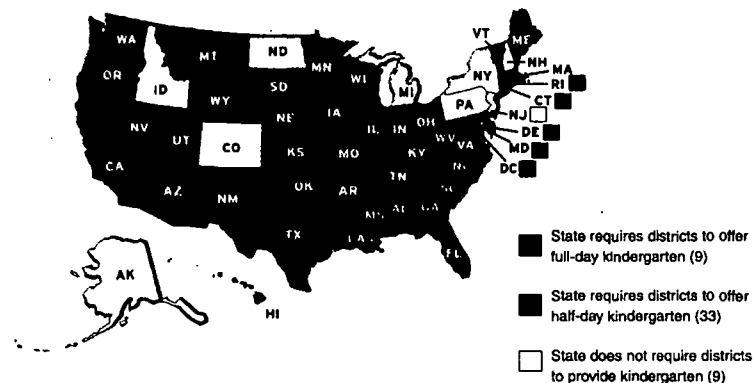 WA
MT
ND
MN
VT
ME
NH
MA
RI
CT
NJ
DE
MD
DC
OR
ID
WY
SD
WI
MI
NY
PA
NV
UT
CO
NE
IA
IL
IN
OH
WV
VA
CA
AZ
NM
KS
MO
KY
OK
AR
TN
TX
LA
MS
AL
GA
FL
AK
HI
State requires districts to offer
full-day kindergarten (9)
State requires districts to offer
half-day kindergarten (33)
State does not require districts
to provide kindergarten (9)